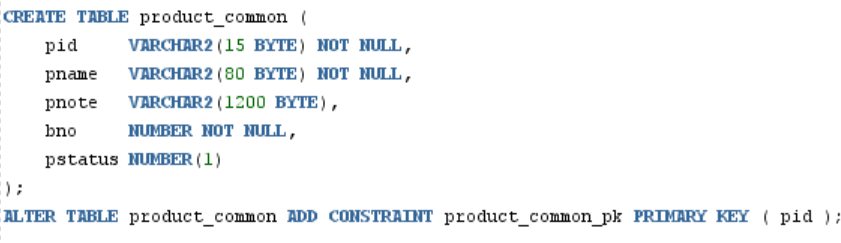 CREATE TABLE product_common (
    pid     VARCHAR2(15 BYTE) NOT NULL,
    pname   VARCHAR2(80 BYTE) NOT NULL,
    pnote   VARCHAR2(1200 BYTE),
    bno     NUMBER NOT NULL,
    pstatus NUMBER(1)
);
ALTER TABLE product_common ADD CONSTRAINT product_common_pk PRIMARY KEY ( pid );